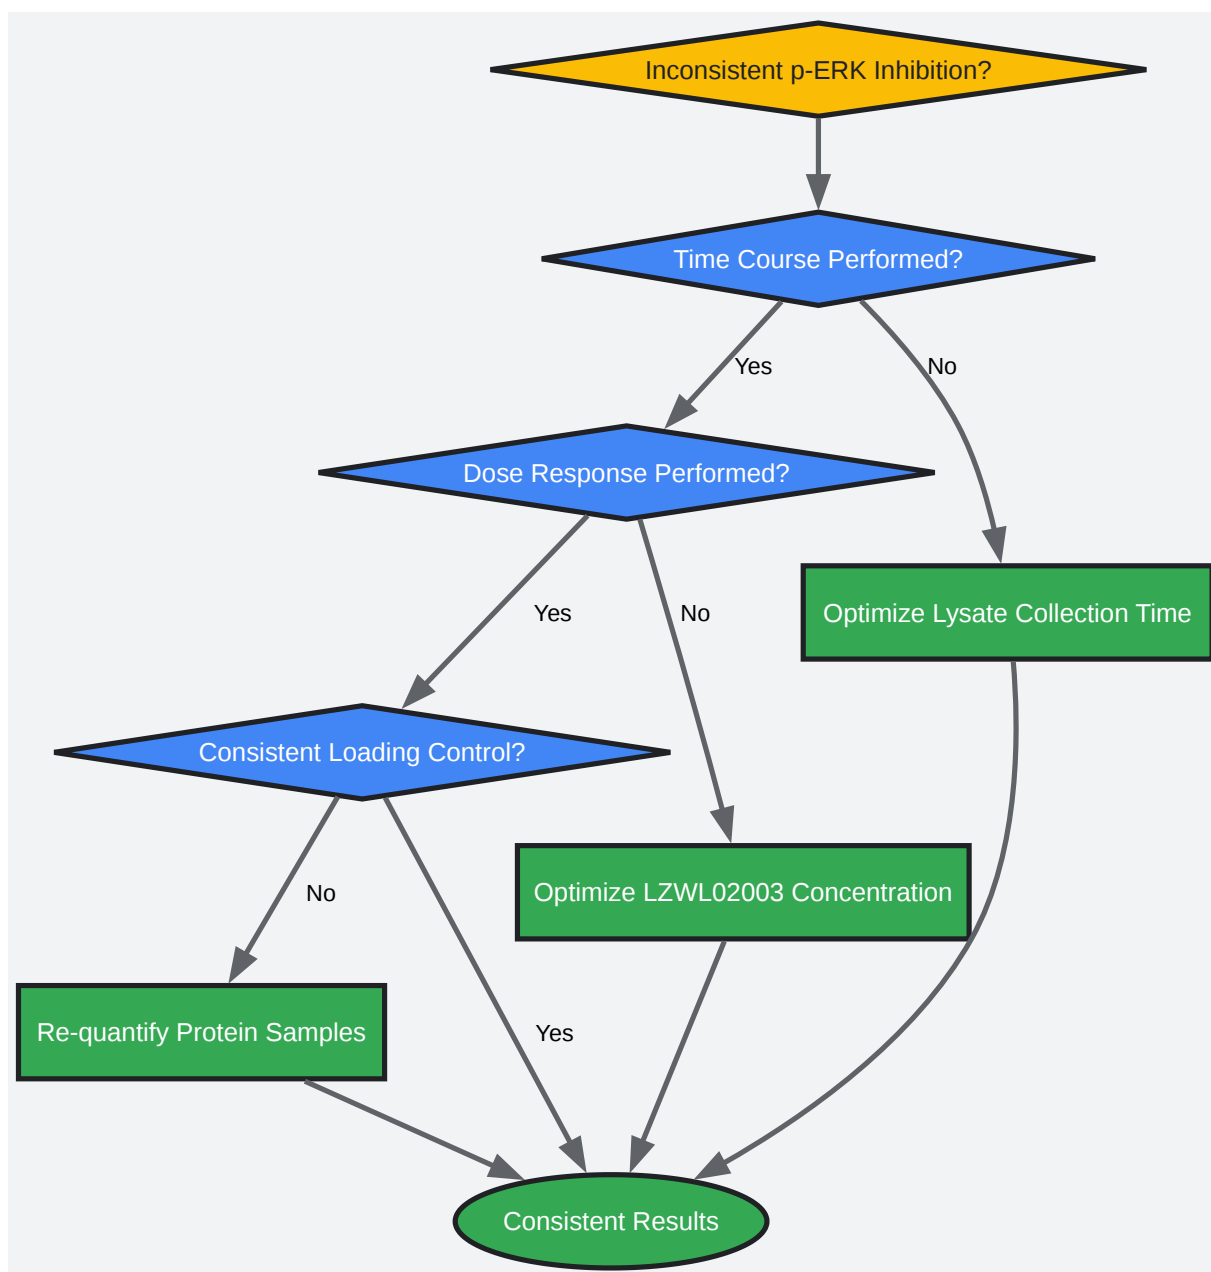 Inconsistent p-ERK Inhibition?
Time Course Performed?
Yes
No
Dose Response Performed?
Yes
No
Optimize Lysate Collection Time
Consistent Loading Control?
No
Optimize LZWL02003 Concentration
Re-quantify Protein Samples
Yes
Consistent Results